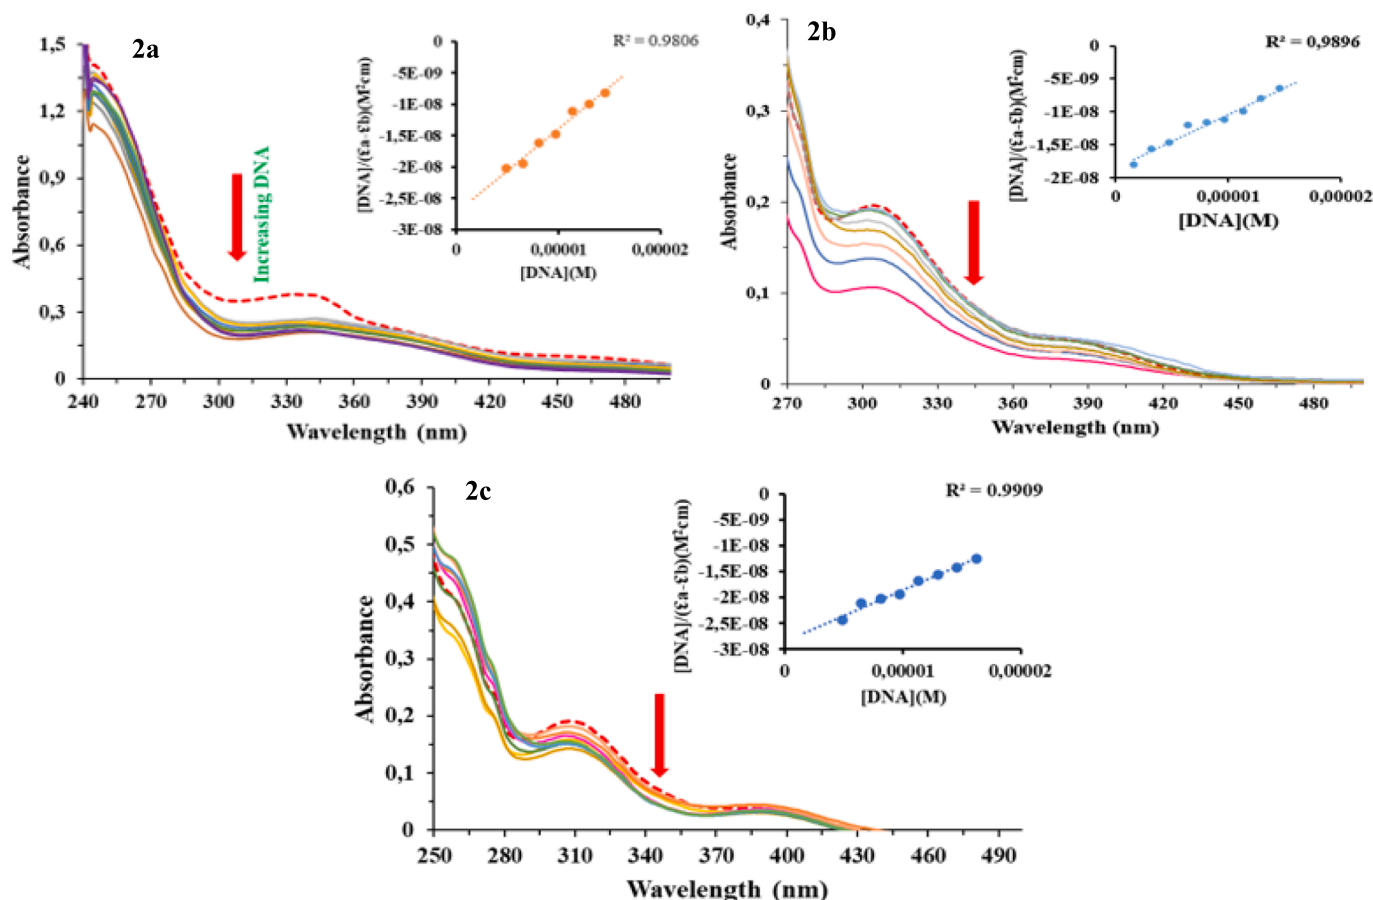 2a
Absorbance
1,5
1,2
0,9
0,6
0,3
0
240
270
300
330
360
390
420
450
480
Wavelength (nm)
Increasing DNA
R² = 0.9806
[DNA]/(Ɛa-Ɛb)(M²cm)
0
-5E-09
-1E-08
-1.5E-08
-2E-08
-2.5E-08
-3E-08
0
0,00001
0,00002
[DNA](M)
2b
Absorbance
0,4
0,3
0,2
0,1
0
270
300
330
360
390
420
450
480
Wavelength (nm)
R² = 0,9896
[DNA]/(Ɛa-Ɛb)(M²cm)
0
-5E-09
-1E-08
-1,5E-08
-2E-08
0
0,00001
0,00002
[DNA](M)
2c
Absorbance
0,6
0,5
0,4
0,3
0,2
0,1
0
250
280
310
340
370
400
430
460
490
Wavelength (nm)
R² = 0.9909
[DNA]/(Ɛa-Ɛb)(M²cm)
0
-5E-09
-1E-08
-1.5E-08
-2E-08
-2.5E-08
-3E-08
0
0,00001
0,00002
[DNA](M)